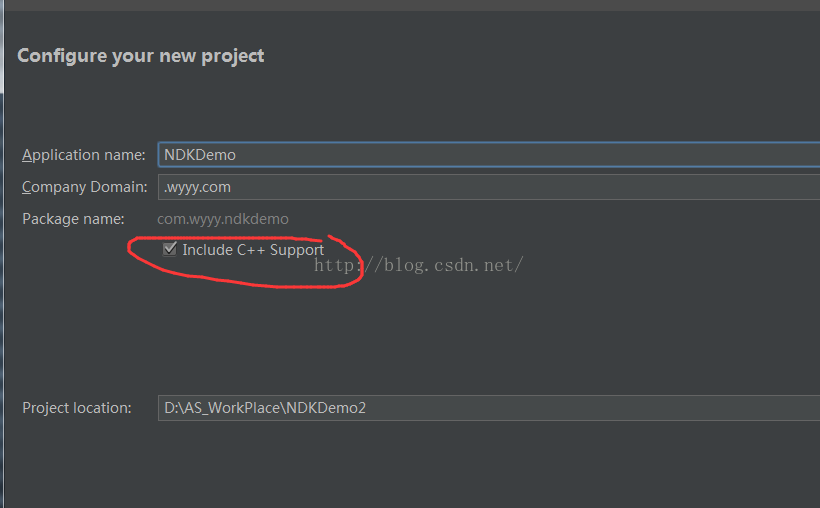 Configure your new project
Application name: NDKDemo
Company Domain: .wyyy.com
Package name: com.wyyy.ndkdemo
Include C++ Support
http://blog.csdn.net/
Project location: D:\AS_WorkPlace\NDKDemo2